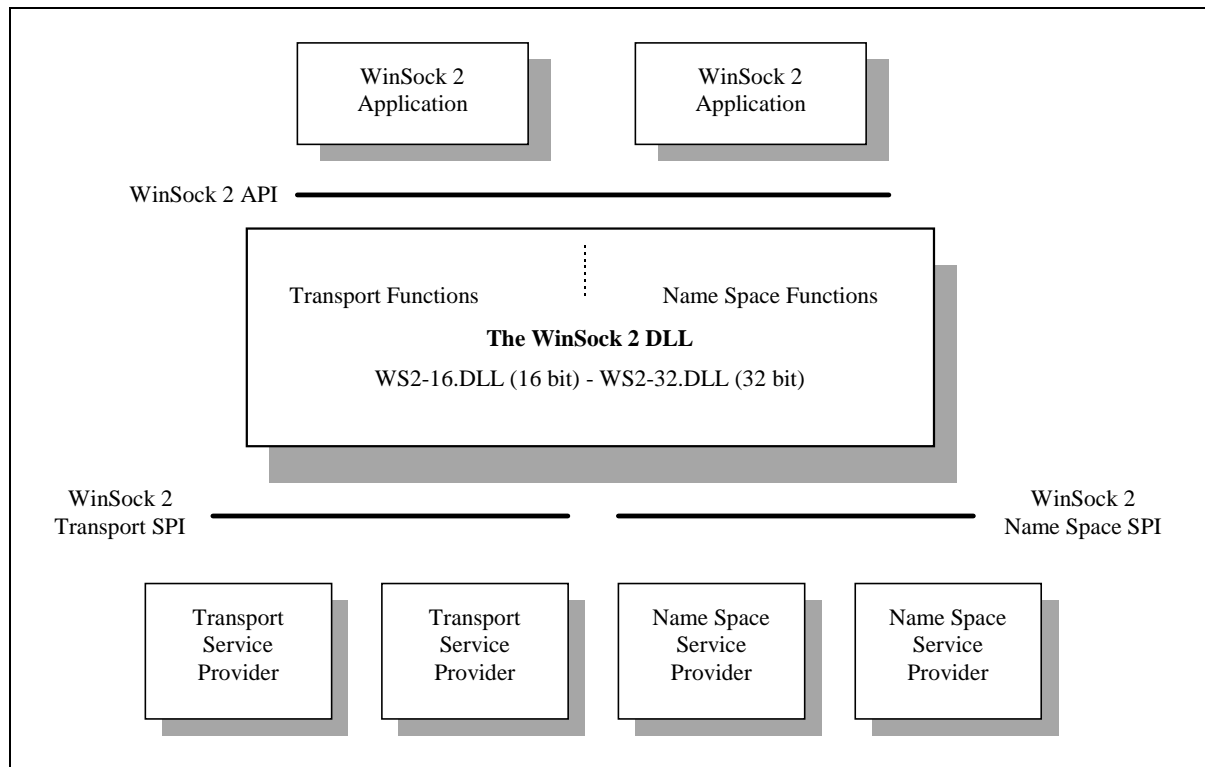 WinSock 2
Application
WinSock 2
Application
WinSock 2 API
Transport Functions
Name Space Functions
The WinSock 2 DLL
WS2-16.DLL (16 bit) - WS2-32.DLL (32 bit)
WinSock 2
Transport SPI
WinSock 2
Name Space SPI
Transport
Service
Provider
Transport
Service
Provider
Name Space
Service
Provider
Name Space
Service
Provider